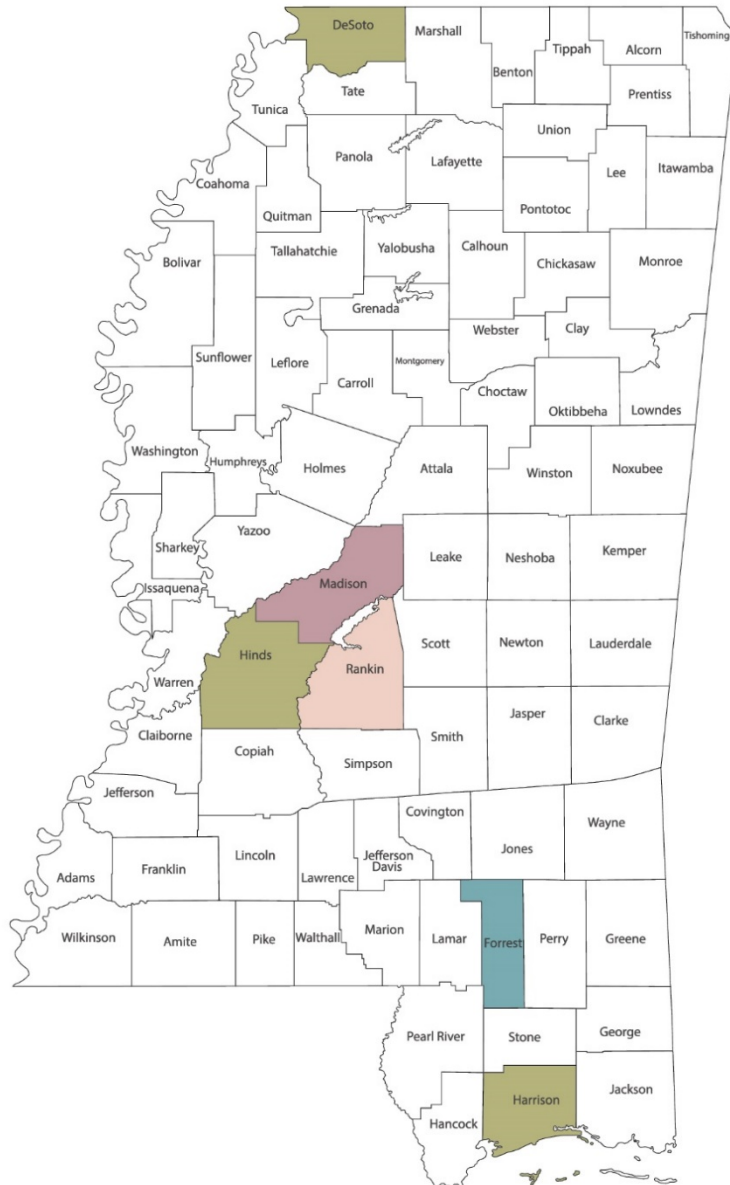 DeSoto
Marshall
Benton
Tippah
Alcorn
Tishoming
Tate
Prentiss
Tunica
Union
Panola
Lafayette
Lee
Itawamba
Coahoma
Quitman
Pontotoc
Tallahatchie
Yalobusha
Calhoun
Bolivar
Chickasaw
Monroe
Grenada
Webster
Clay
Sunflower
Leflore
Carroll
Montgomery
Choctaw
Oktibbeha
Lowndes
Washington
Humphreys
Holmes
Attala
Winston
Noxubee
Yazoo
Sharkey
Leake
Neshoba
Kemper
Issaquena
Madison
Hinds
Rankin
Scott
Newton
Lauderdale
Warren
Claiborne
Copiah
Simpson
Smith
Jasper
Clarke
Jefferson
Covington
Wayne
Lincoln
Lawrence
Jefferson
Davis
Jones
Adams
Franklin
Wilkinson
Amite
Pike
Walthall
Marion
Lamar
Forrest
Perry
Greene
Pearl River
Stone
George
Hancock
Harrison
Jackson